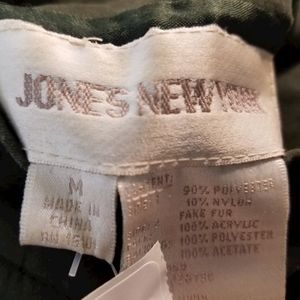 JONES NEW YORK
M
MADE IN
CHINA
90% POLYESTER
10% NYLON
FAKE FUR
100% ACRYLIC
100% POLYESTER
100% ACETATE